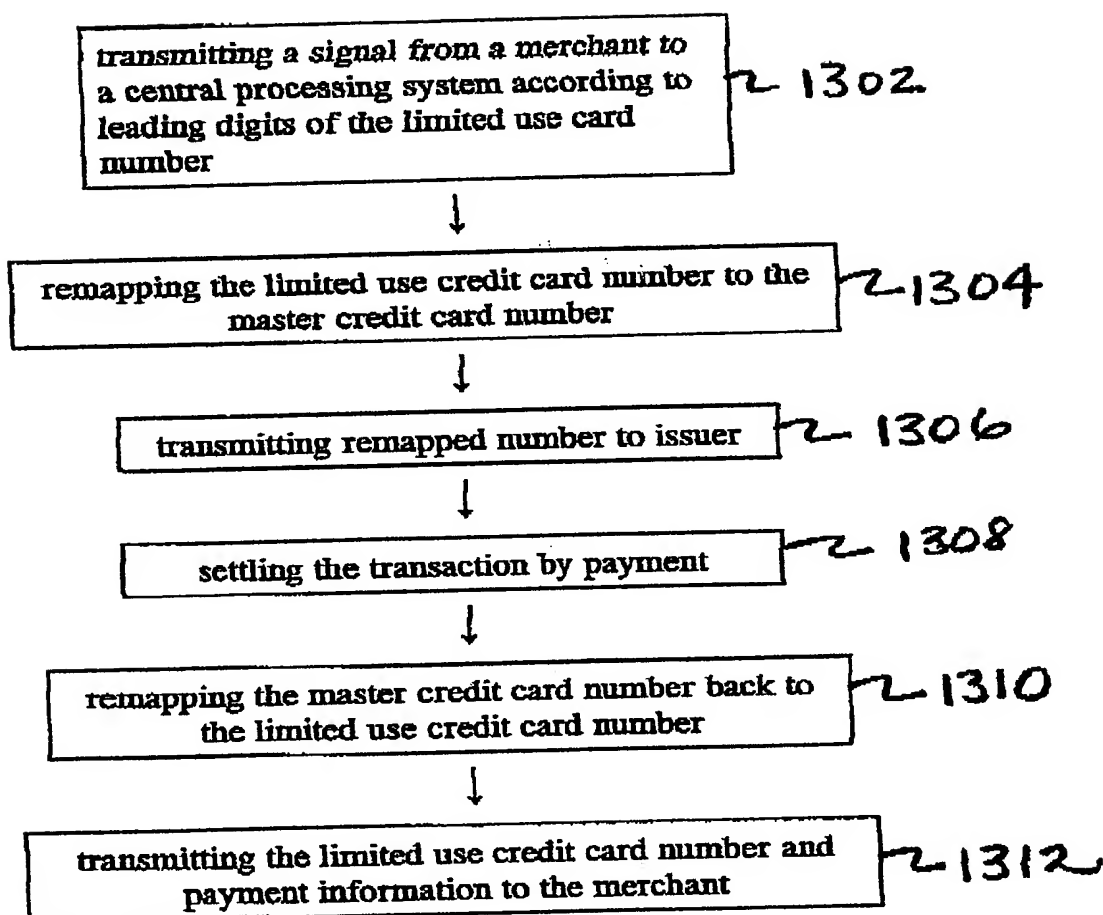 transmitting a signal from a merchant to
a central processing system according to
leading digits of the limited use card
number
1302
remapping the limited use credit card number to the
master credit card number
1304
transmitting remapped number to issuer
1306
settling the transaction by payment
1308
remapping the master credit card number back to
the limited use credit card number
1310
transmitting the limited use credit card number and
payment information to the merchant
1312